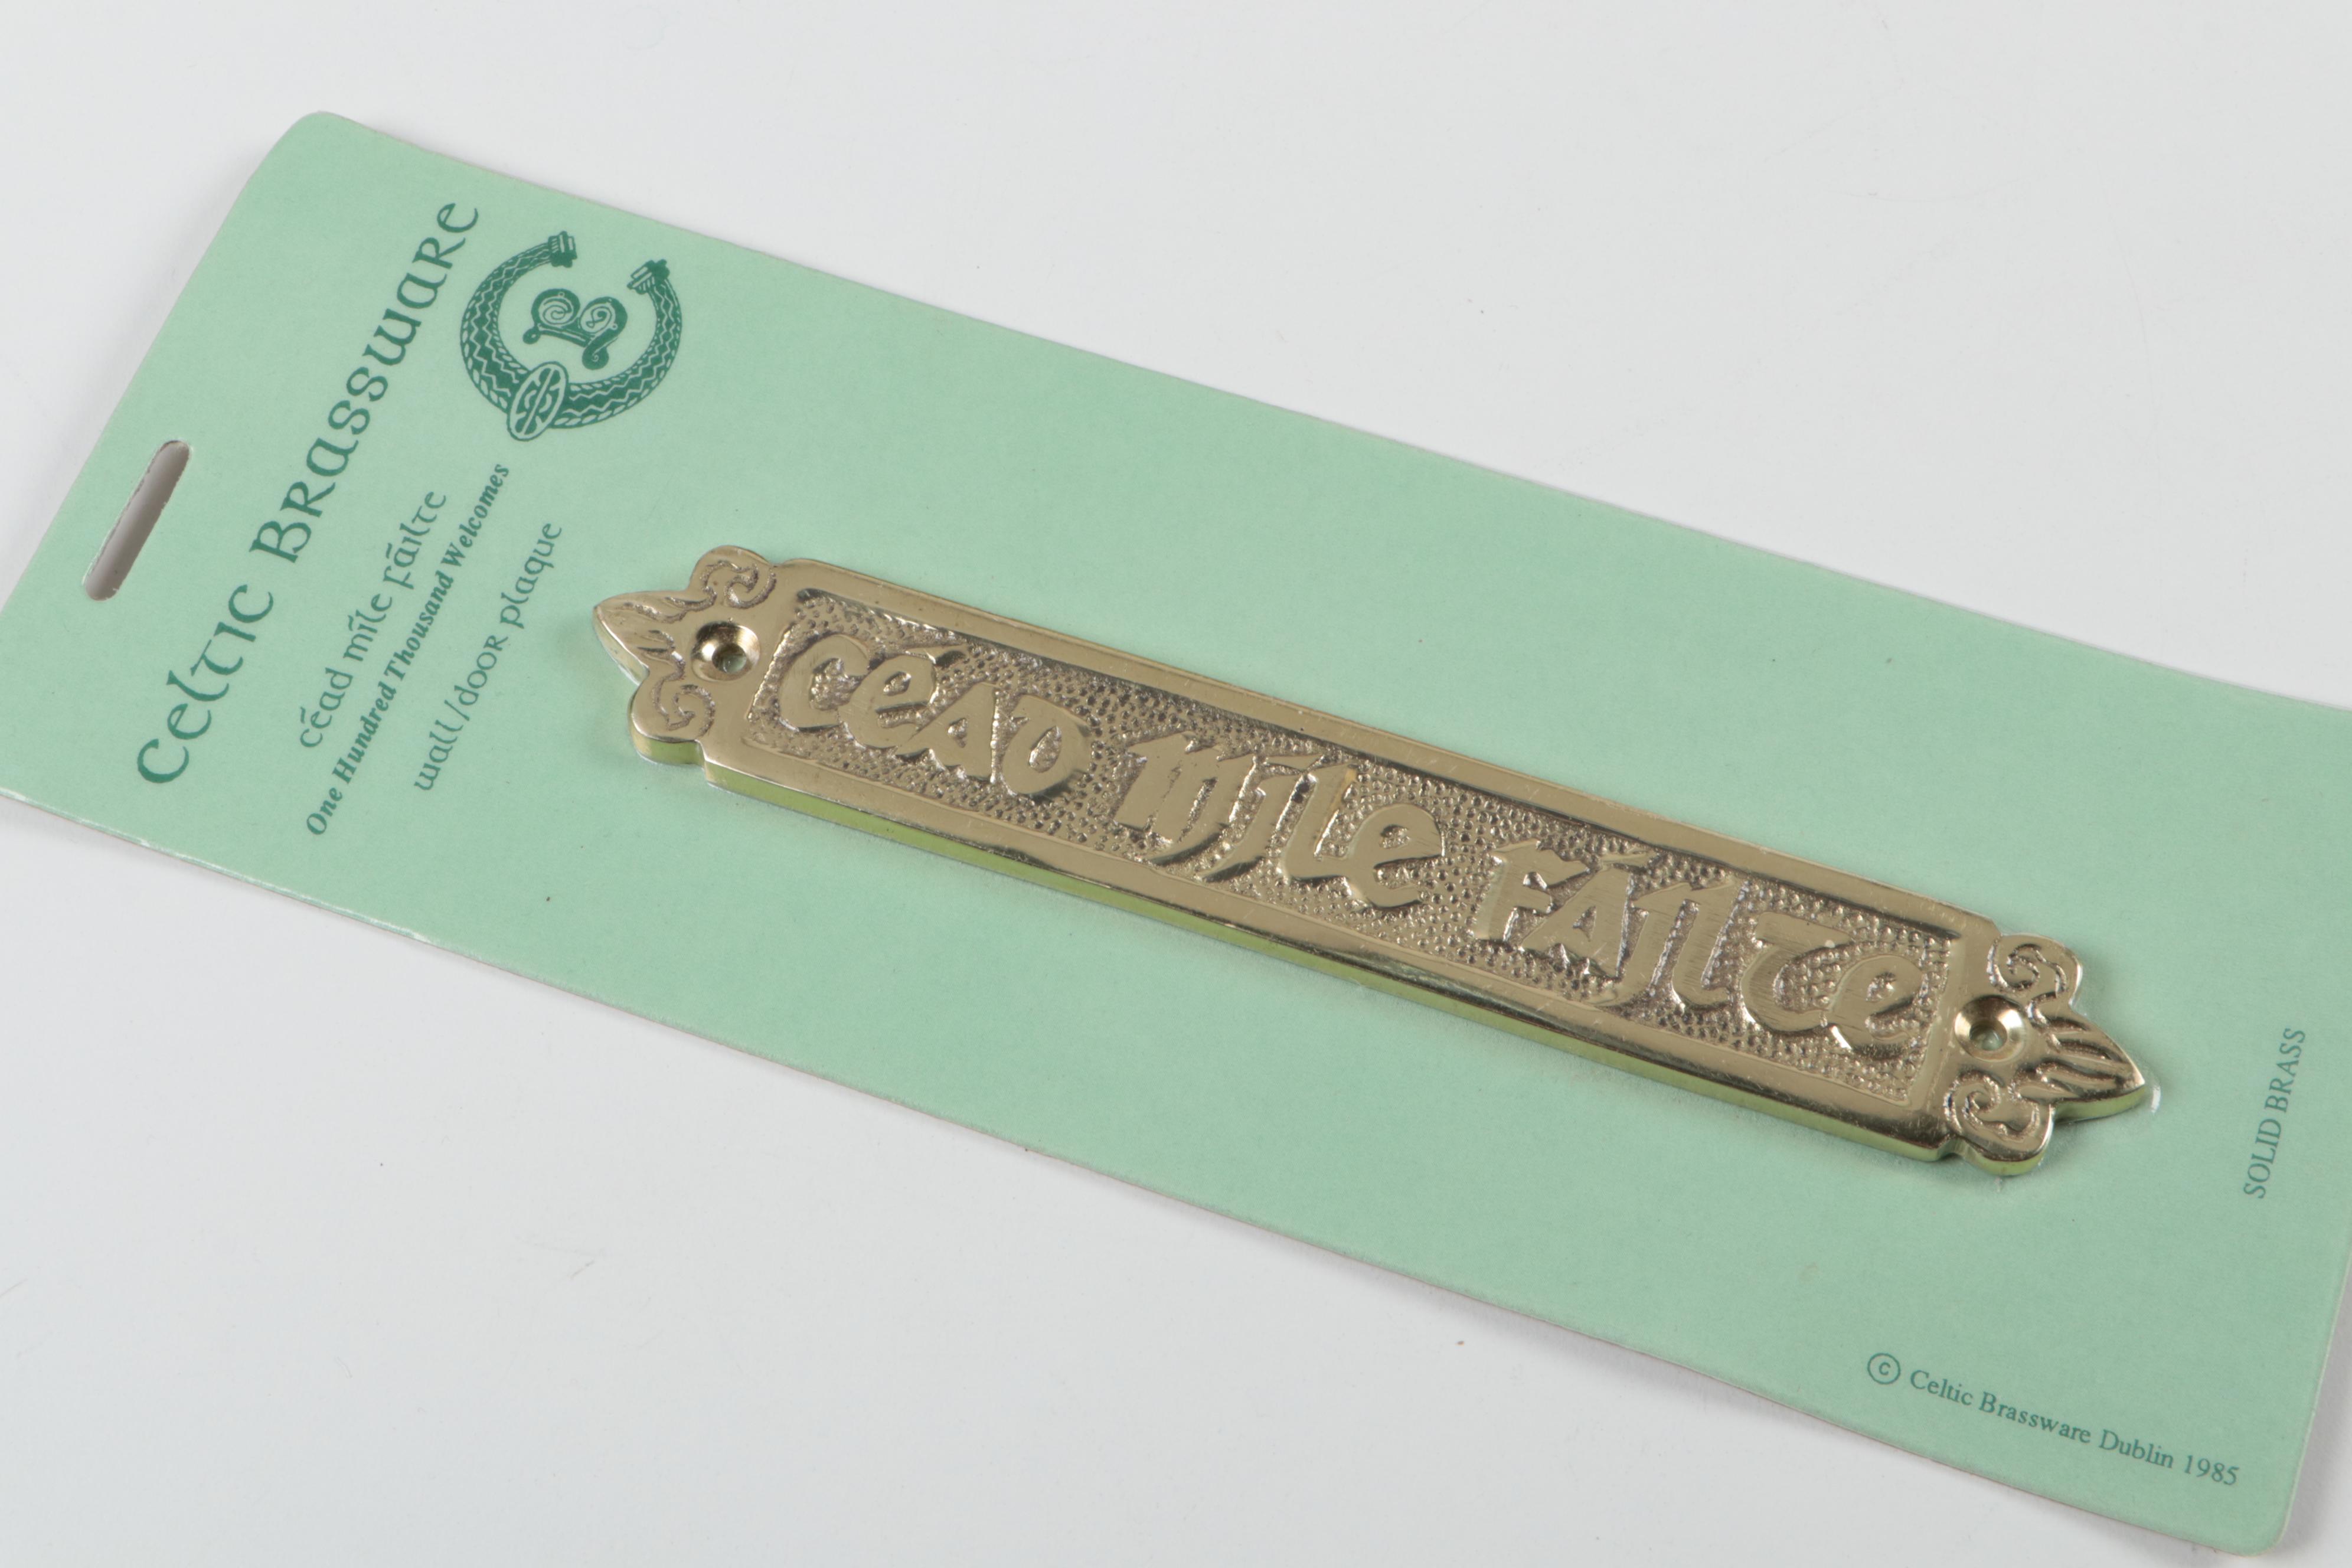 Celtic Brassware
céad míle fáilte
One Hundred Thousand Welcomes
wall/door plaque
CÉAD MÍLE FÁILTE
SOLID BRASS
© Celtic Brassware Dublin 1985